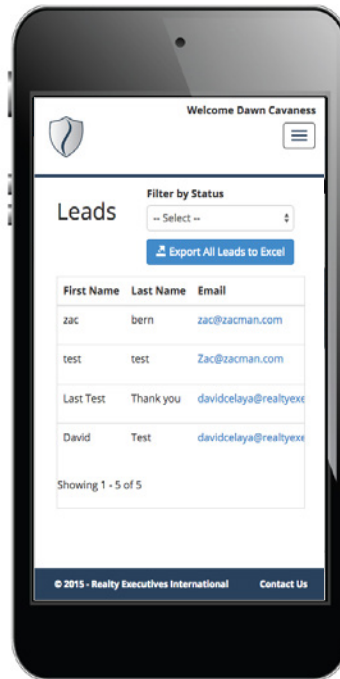 Welcome Dawn Cavaness
Filter by Status
Leads
-- Select --
Export All Leads to Excel
First Name Last Name Email
zac bern zac@zacman.com
test test Zac@zacman.com
Last Test Thank you davidcelaya@realtyexe
David Test davidcelaya@realtyexe
Showing 1 - 5 of 5
© 2015 - Realty Executives International Contact Us